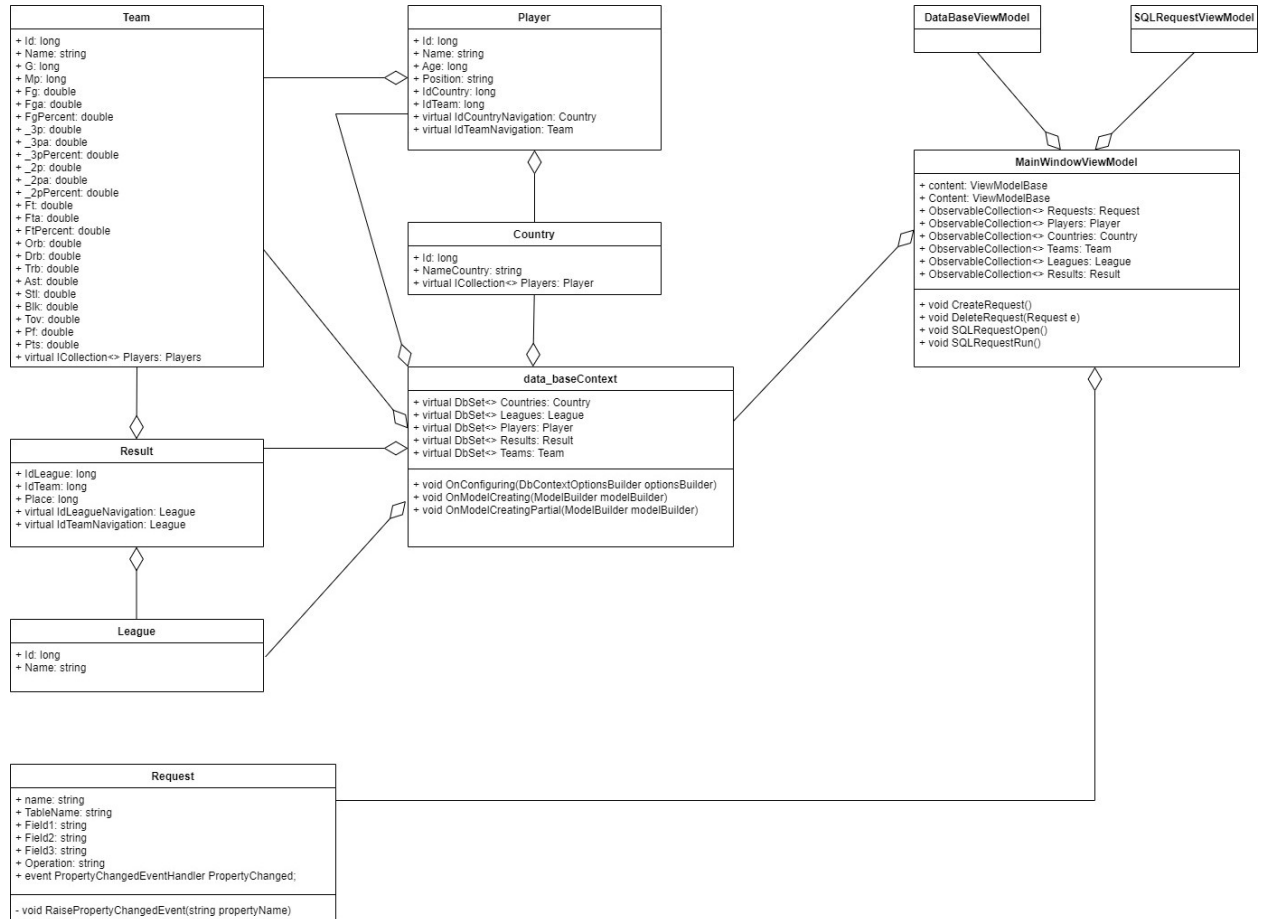 Team
+ Id: long
+ Name: string
+ G: long
+ Mp: long
+ Fg: double
+ Fga: double
+ FgPercent: double
+ _3p: double
+ _3pa: double
+ _3pPercent: double
+ _2p: double
+ _2pa: double
+ _2pPercent: double
+ Ft: double
+ Fta: double
+ FtPercent: double
+ Orb: double
+ Drb: double
+ Trb: double
+ Ast: double
+ Stl: double
+ Blk: double
+ Tov: double
+ Pf: double
+ Pts: double
+ virtual ICollection<> Players: Players
Player
+ Id: long
+ Name: string
+ Age: long
+ Position: string
+ IdCountry: long
+ IdTeam: long
+ virtual IdCountryNavigation: Country
+ virtual IdTeamNavigation: Team
DataBaseViewModel
SQLRequestViewModel
MainWindowViewModel
+ content: ViewModelBase
+ Content: ViewModelBase
+ ObservableCollection<> Requests: Request
+ ObservableCollection<> Players: Player
+ ObservableCollection<> Countries: Country
+ ObservableCollection<> Teams: Team
+ ObservableCollection<> Leagues: League
+ ObservableCollection<> Results: Result
+ void CreateRequest()
+ void DeleteRequest(Request e)
+ void SQLRequestOpen()
+ void SQLRequestRun()
Country
+ Id: long
+ NameCountry: string
+ virtual ICollection<> Players: Player
data_baseContext
+ virtual DbSet<> Countries: Country
+ virtual DbSet<> Leagues: League
+ virtual DbSet<> Players: Player
+ virtual DbSet<> Results: Result
+ virtual DbSet<> Teams: Team
+ void OnConfiguring(DbContextOptionsBuilder optionsBuilder)
+ void OnModelCreating(ModelBuilder modelBuilder)
+ void OnModelCreatingPartial(ModelBuilder modelBuilder)
Result
+ IdLeague: long
+ IdTeam: long
+ Place: long
+ virtual IdLeagueNavigation: League
+ virtual IdTeamNavigation: League
League
+ Id: long
+ Name: string
Request
+ name: string
+ TableName: string
+ Field1: string
+ Field2: string
+ Field3: string
+ Operation: string
+ event PropertyChangedEventHandler PropertyChanged;
- void RaisePropertyChangedEvent(string propertyName)